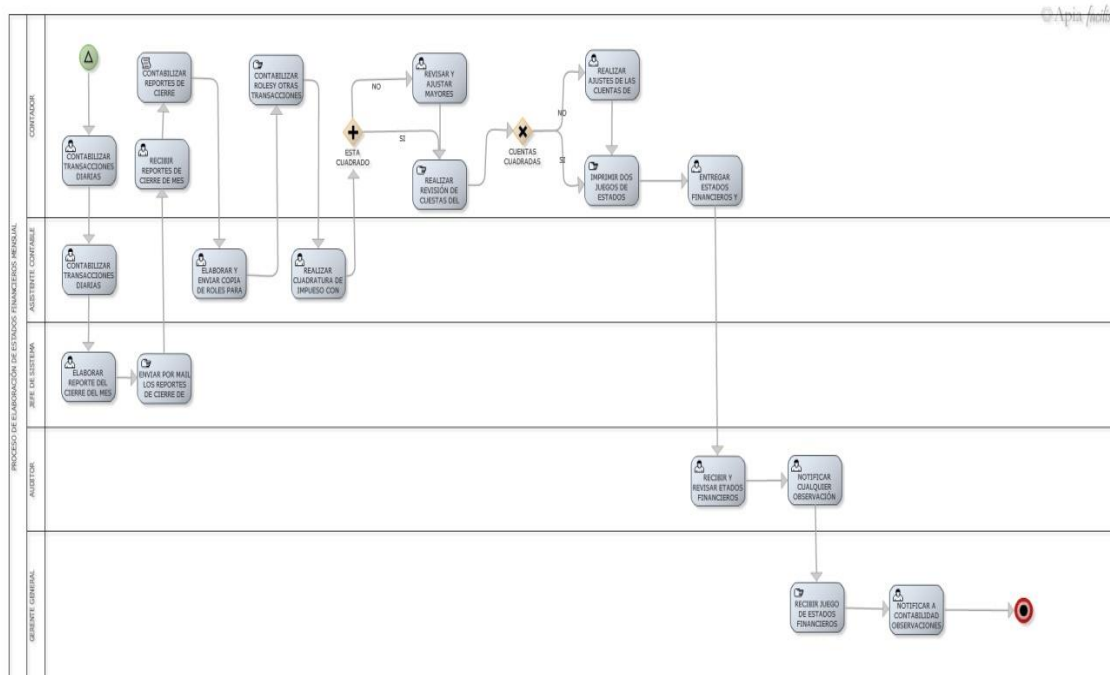 Apia fácil
PROCESO DE ELABORACIÓN DE ESTADOS FINANCIEROS MENSUAL
CONTADOR
CONTABILIZAR
TRANSACCIONES
DIARIAS
CONTABILIZAR
REPORTES DE
CIERRE
RECIBIR
REPORTES DE
CIERRE DE MES
CONTABILIZAR
ROLESY OTRAS
TRANSACCIONES
ESTA
CUADRADO
NO
SI
REVISAR Y
AJUSTAR
MAYORES
REALIZAR
REVISIÓN DE
CUESTAS DEL
CUENTAS
CUADRADAS
NO
SI
REALIZAR
AJUSTES DE LAS
CUENTAS DE
IMPRIMIR DOS
JUEGOS DE
ESTADOS
ENTREGAR
ESTADOS
FINANCIEROS Y
ASISTENTE CONTABLE
CONTABILIZAR
TRANSACCIONES
DIARIAS
ELABORAR Y
ENVIAR COPIA
DE ROLES PARA
REALIZAR
CUADRATURA DE
IMPUESO CON
JEFE DE SISTEMA
ELABORAR
REPORTE DEL
CIERRE DEL MES
ENVIAR POR MAIL
LOS REPORTES
DE CIERRE DE
AUDITOR
RECIBIR Y
REVISAR ETADOS
FINANCIEROS
NOTIFICAR
CUALQUIER
OBSERVACIÓN
GERENTE GENERAL
RECIBIR JUEGO
DE ESTADOS
FINANCIEROS
NOTIFICAR A
CONTABILIDAD
OBSERVACIONES